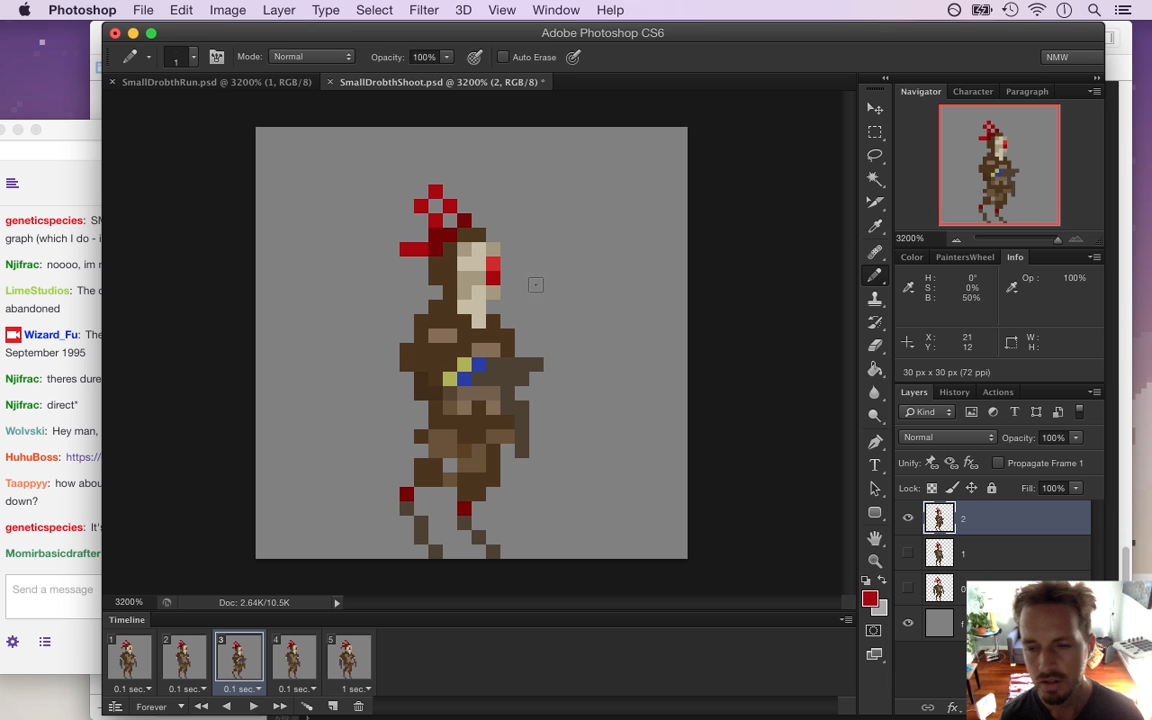 Photoshop File Edit Image Layer Type Select Filter 3D View Window Help
Adobe Photoshop CS6
1 Mode: Normal Opacity: 100% Auto Erase NMW
SmallDrobthRun.psd @ 3200% (1, RGB/8) SmallDrobthShoot.psd @ 3200% (2, RGB/8) *
Navigator Character Paragraph
3200%
Color PaintersWheel Info
H: 0° Op: 100%
S: 0%
B: 50%
X: 21 W:
Y: 12 H:
30 px x 30 px (72 ppi)
Layers History Actions
Kind
Normal Opacity: 100%
Unify: Propagate Frame 1
Lock: Fill: 100%
2
1
0
f
geneticspecies:
graph (which I do - i
Njifrac: noooo, im
LimeStudios: The
abandoned
Wizard_Fu: The
September 1995
Njifrac: theres dure
Njifrac: direct*
Wolvski: Hey man,
HuhuBoss: https:/
Taappyy: how abou
down?
geneticspecies: It's
Momirbasicdrafter
Send a message
3200% Doc: 2.64K/10.5K
Timeline
1 2 3 4 5
0.1 sec. 0.1 sec. 0.1 sec. 0.1 sec. 1 sec.
Forever
fx